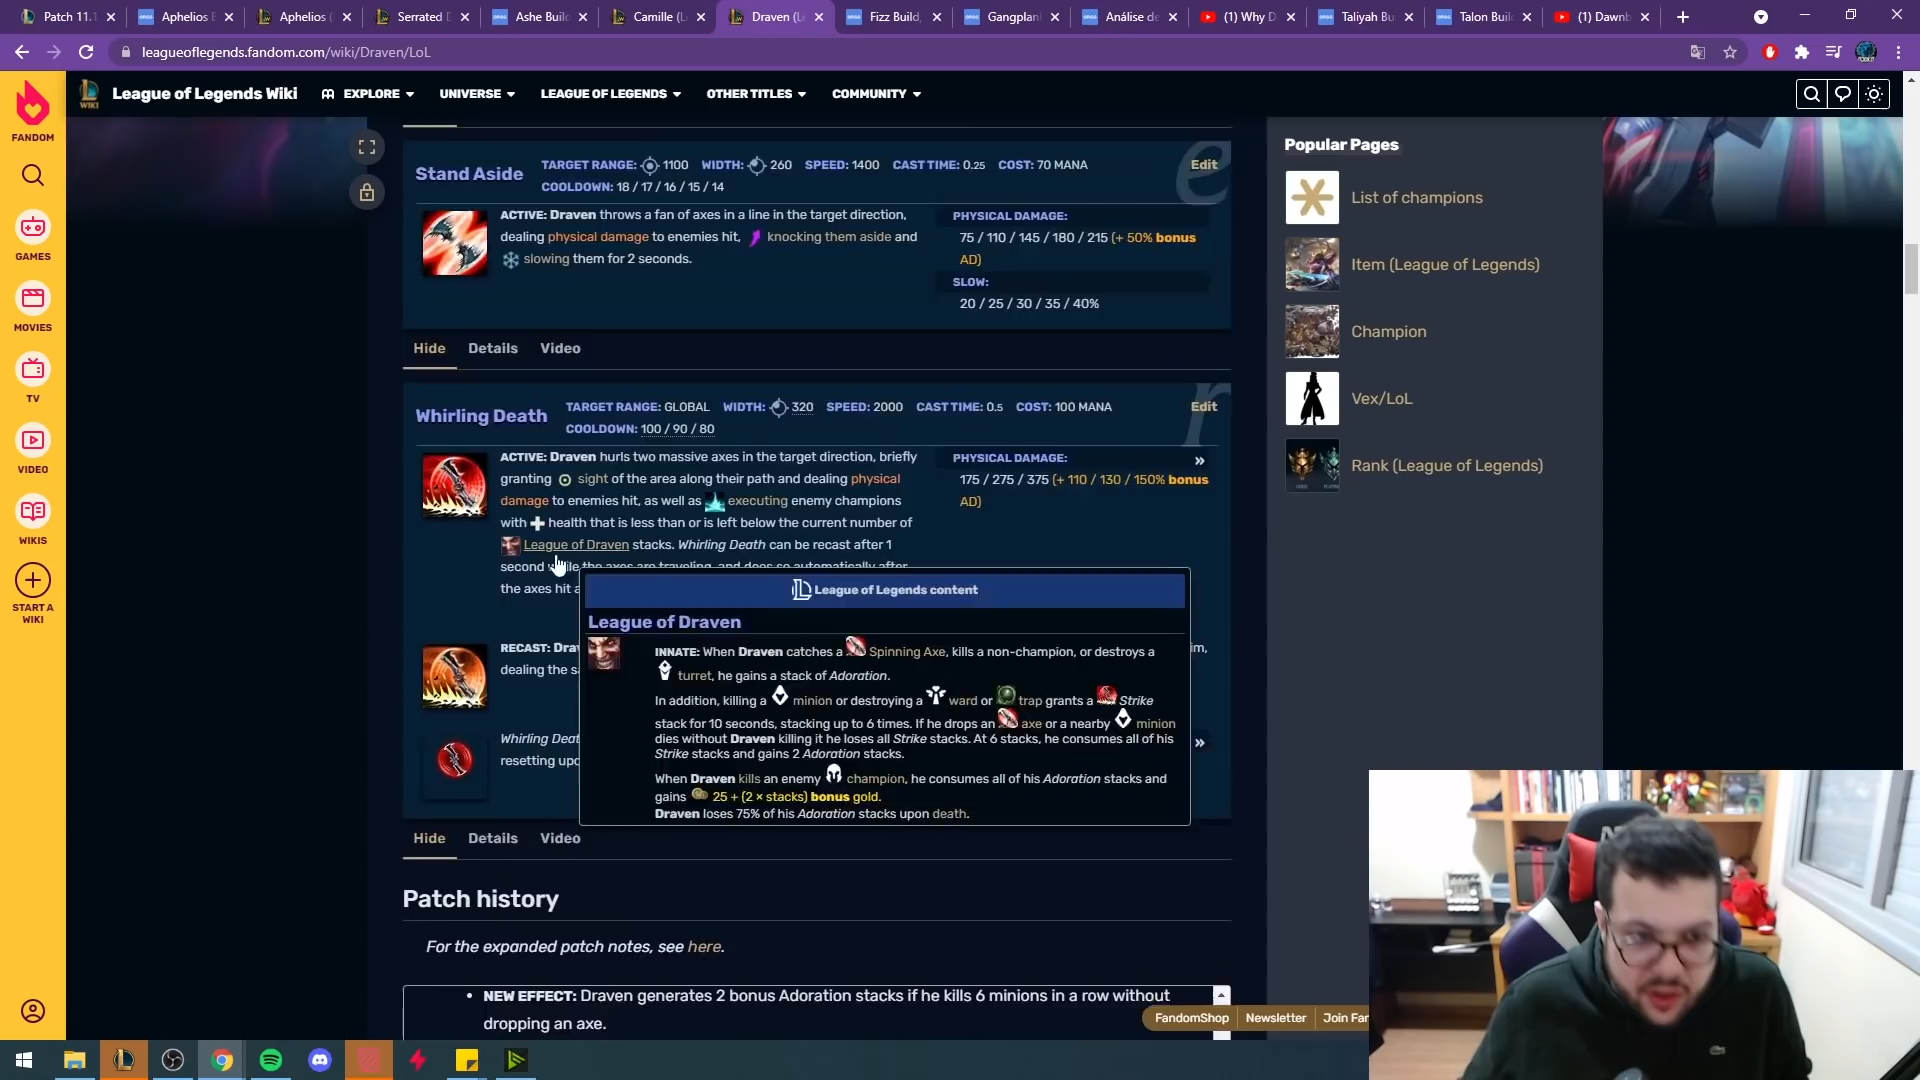 Patch 11.1
Aphelios B
Aphelios (
Serrated D
Ashe Build
Camille (L
Draven (L
Fizz Build,
Gangplan
Análise de
(1) Why D
Taliyah Bu
Talon Buil
(1) Dawnb
leagueoflegends.fandom.com/wiki/Draven/LoL
League of Legends Wiki
EXPLORE
UNIVERSE
LEAGUE OF LEGENDS
OTHER TITLES
COMMUNITY
FANDOM
GAMES
MOVIES
TV
VIDEO
WIKIS
START A
WIKI
Stand Aside
TARGET RANGE: 1100 WIDTH: 260 SPEED: 1400 CAST TIME: 0.25 COST: 70 MANA
COOLDOWN: 18 / 17 / 16 / 15 / 14
Edit
ACTIVE: Draven throws a fan of axes in a line in the target direction,
dealing physical damage to enemies hit, knocking them aside and
slowing them for 2 seconds.
PHYSICAL DAMAGE:
75 / 110 / 145 / 180 / 215 (+ 50% bonus
AD)
SLOW:
20 / 25 / 30 / 35 / 40%
Hide Details Video
Whirling Death
TARGET RANGE: GLOBAL WIDTH: 320 SPEED: 2000 CAST TIME: 0.5 COST: 100 MANA
COOLDOWN: 100 / 90 / 80
Edit
ACTIVE: Draven hurls two massive axes in the target direction, briefly
granting sight of the area along their path and dealing physical
damage to enemies hit, as well as executing enemy champions
with health that is less than or is left below the current number of
League of Draven stacks. Whirling Death can be recast after 1
second while the axes are traveling, and does so automatically after
the axes hit a
PHYSICAL DAMAGE: »
175 / 275 / 375 (+ 110 / 130 / 150% bonus
AD)
RECAST: Drav
im,
dealing the sa
Whirling Deat
»
resetting upo
League of Legends content
League of Draven
INNATE: When Draven catches a Spinning Axe, kills a non-champion, or destroys a
turret, he gains a stack of Adoration.
In addition, killing a minion or destroying a ward or trap grants a Strike
stack for 10 seconds, stacking up to 6 times. If he drops an axe or a nearby minion
dies without Draven killing it he loses all Strike stacks. At 6 stacks, he consumes all of his
Strike stacks and gains 2 Adoration stacks.
When Draven kills an enemy champion, he consumes all of his Adoration stacks and
gains 25 + (2 × stacks) bonus gold.
Draven loses 75% of his Adoration stacks upon death.
Hide Details Video
Patch history
For the expanded patch notes, see here.
• NEW EFFECT: Draven generates 2 bonus Adoration stacks if he kills 6 minions in a row without
dropping an axe.
Popular Pages
List of champions
Item (League of Legends)
Champion
Vex/LoL
Rank (League of Legends)
FandomShop
Newsletter
Join Fan